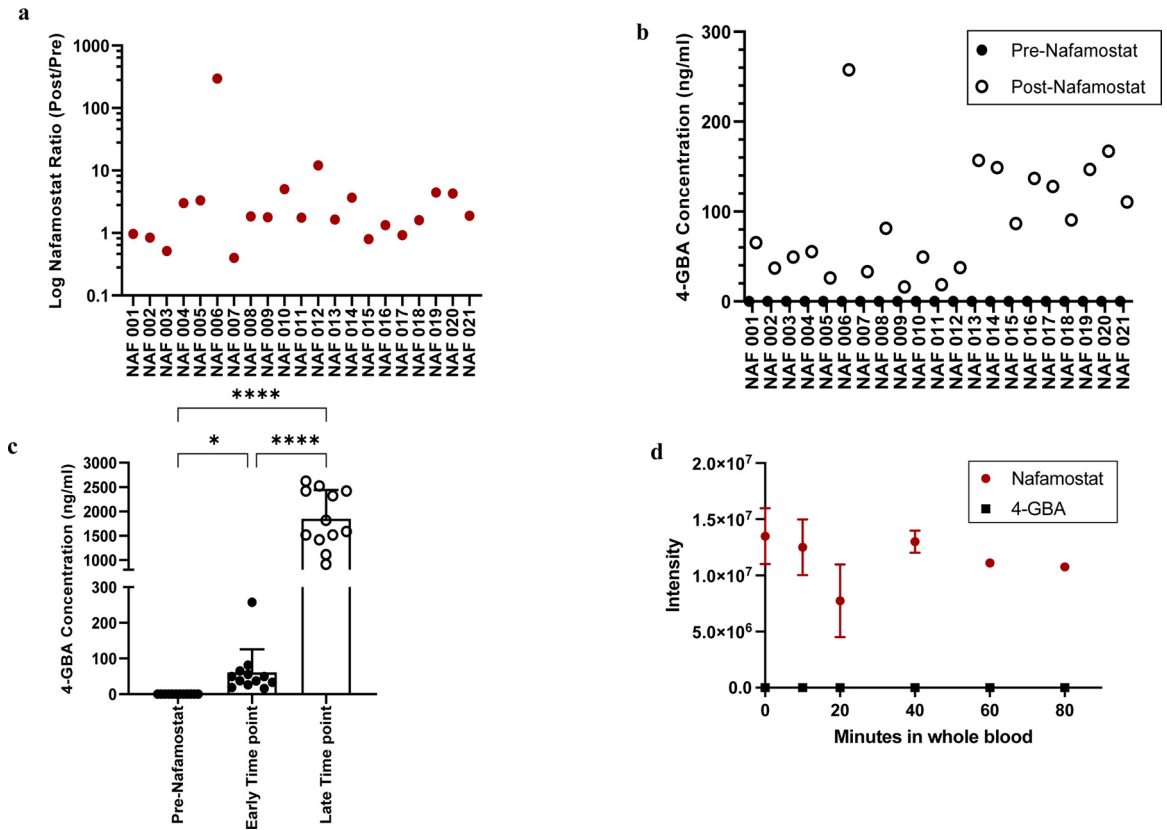 a
Log Nafamostat Ratio (Post/Pre)
1000
100
10
1
0.1
NAF 001
NAF 002
NAF 003
NAF 004
NAF 005
NAF 006
NAF 007
NAF 008
NAF 009
NAF 010
NAF 011
NAF 012
NAF 013
NAF 014
NAF 015
NAF 016
NAF 017
NAF 018
NAF 019
NAF 020
NAF 021
b
4-GBA Concentration (ng/ml)
300
200
100
0
Pre-Nafamostat
Post-Nafamostat
NAF 001
NAF 002
NAF 003
NAF 004
NAF 005
NAF 006
NAF 007
NAF 008
NAF 009
NAF 010
NAF 011
NAF 012
NAF 013
NAF 014
NAF 015
NAF 016
NAF 017
NAF 018
NAF 019
NAF 020
NAF 021
c
****
* ****
4-GBA Concentration (ng/ml)
3000
2500
2000
1500
1000
300
200
100
0
Pre-Nafamostat
Early Time point
Late Time point
d
Intensity
2.0×10⁷
1.5×10⁷
1.0×10⁷
5.0×10⁶
0.0
Nafamostat
4-GBA
0 20 40 60 80
Minutes in whole blood